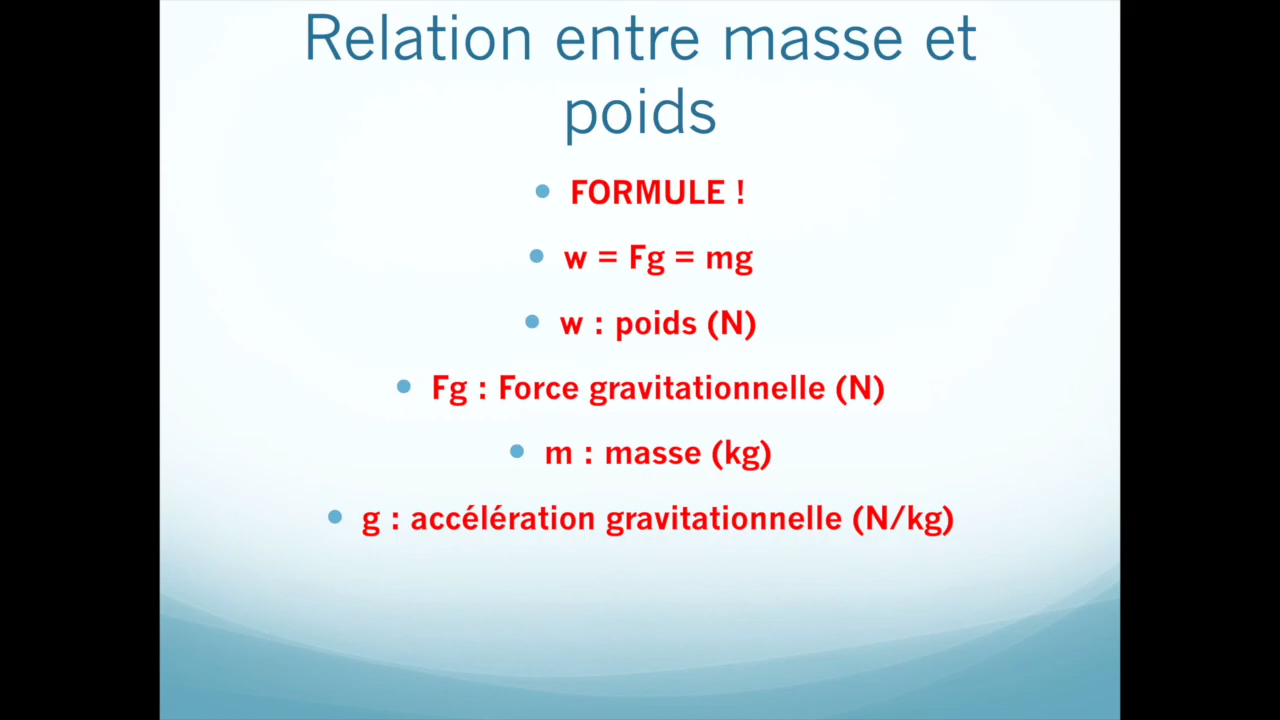 Relation entre masse et
poids
• FORMULE !
• w = Fg = mg
• w : poids (N)
• Fg : Force gravitationnelle (N)
• m : masse (kg)
• g : accélération gravitationnelle (N/kg)